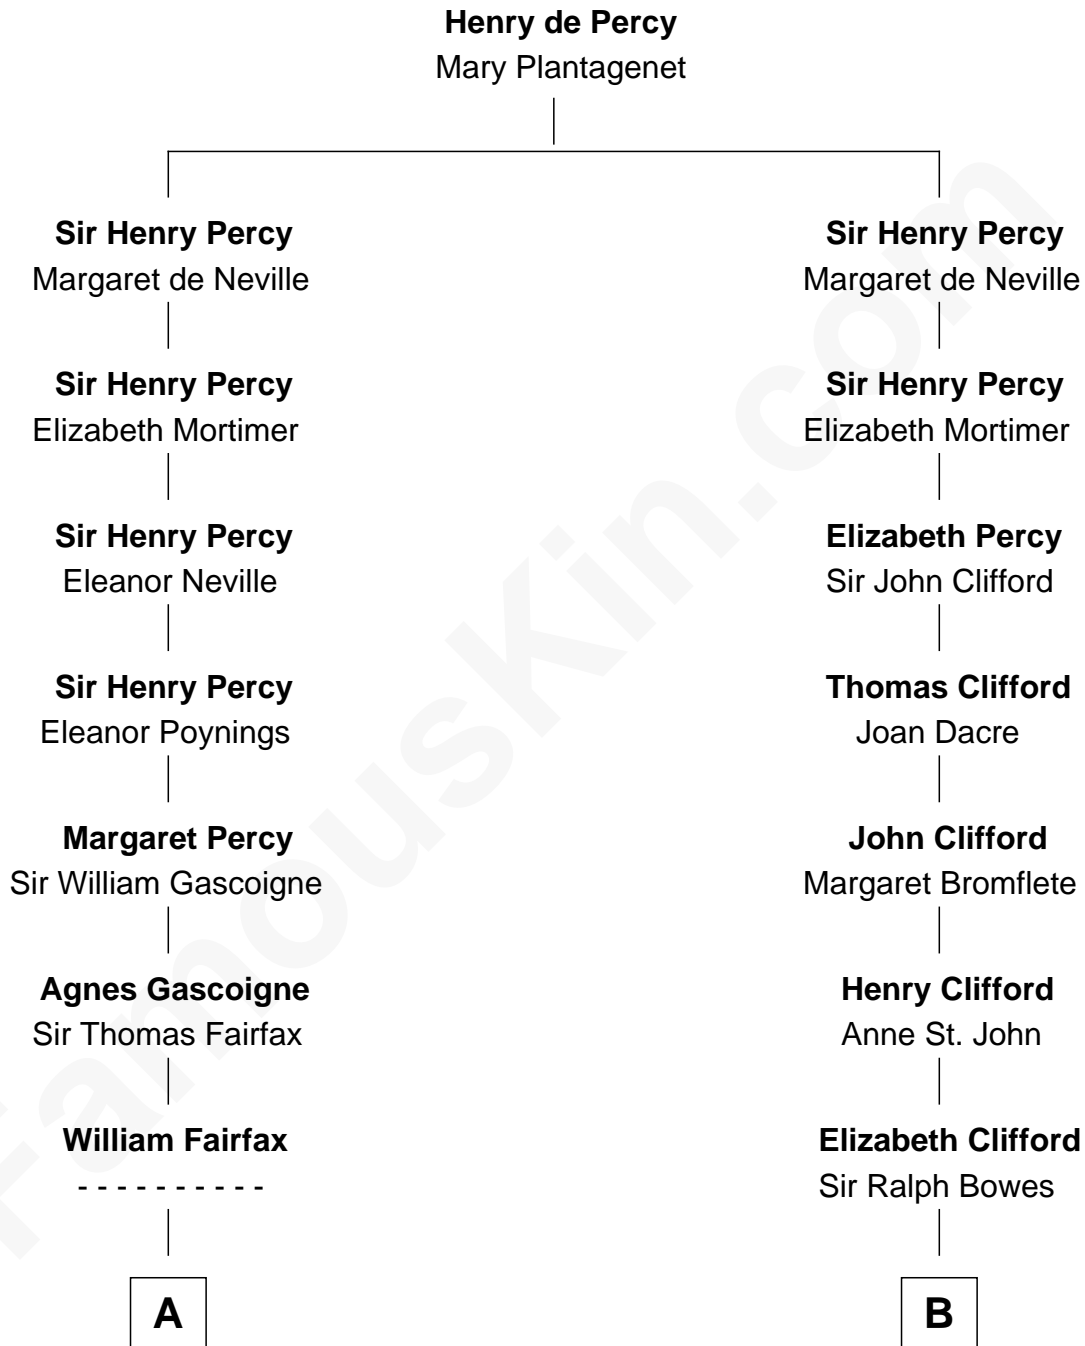 Henry de Percy
Mary Plantagenet
Sir Henry Percy
Margaret de Neville
Sir Henry Percy
Margaret de Neville
Sir Henry Percy
Elizabeth Mortimer
Sir Henry Percy
Elizabeth Mortimer
Sir Henry Percy
Eleanor Neville
Elizabeth Percy
Sir John Clifford
Sir Henry Percy
Eleanor Poynings
Thomas Clifford
Joan Dacre
Margaret Percy
Sir William Gascoigne
John Clifford
Margaret Bromflete
Agnes Gascoigne
Sir Thomas Fairfax
Henry Clifford
Anne St. John
William Fairfax
- - - - - - - - - -
Elizabeth Clifford
Sir Ralph Bowes
A
B
FamousKin.com